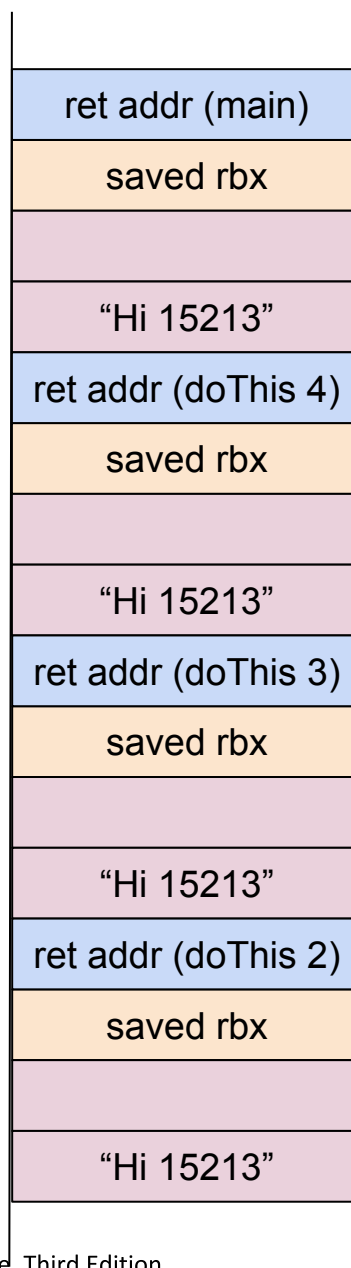 ret addr (main)
saved rbx
“Hi 15213”
ret addr (doThis 4)
saved rbx
“Hi 15213”
ret addr (doThis 3)
saved rbx
“Hi 15213”
ret addr (doThis 2)
saved rbx
“Hi 15213”
Third Edition